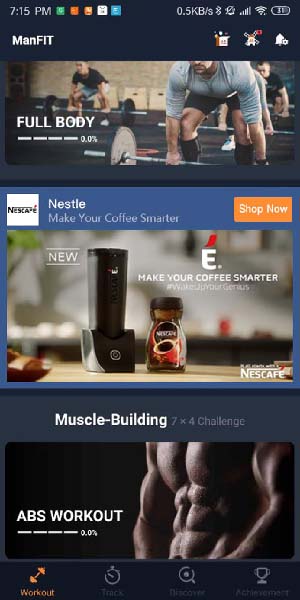 7:15 PM
0.5KB/s
ManFIT
FULL BODY
0.0%
NESCAFÉ
Nestle
Make Your Coffee Smarter
Shop Now
NEW
É
MAKE YOUR COFFEE SMARTER
#WakeUpYourGenius
NESCAFÉ
Muscle-Building 7 × 4 Challenge
ABS WORKOUT
0.0%
Workout
Track
Discover
Achievement